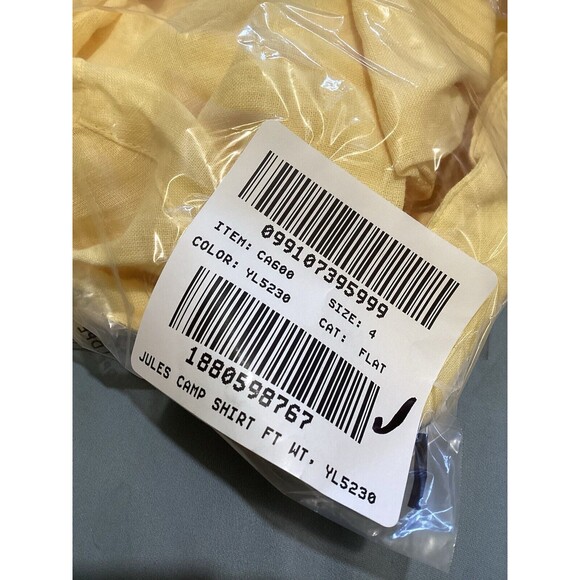 099107395999
ITEM: CA600 SIZE: 4
COLOR: YL5230 CAT: FLAT
1880598767
JULES CAMP SHIRT FT WT, YL5230